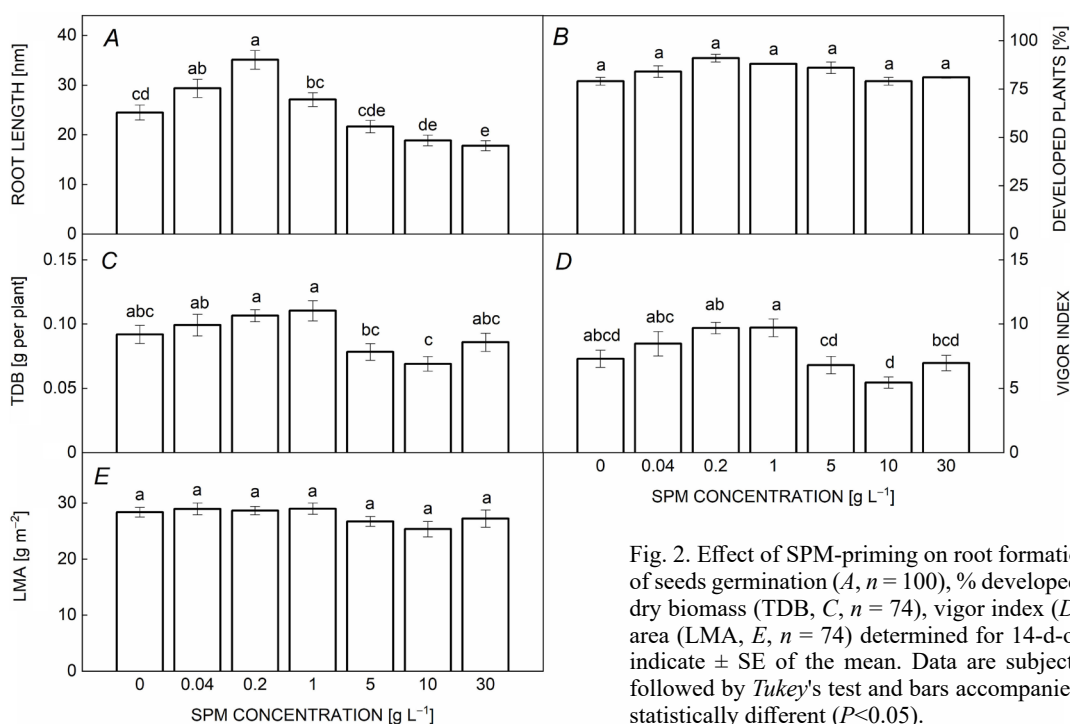 A
a
ab
cd
bc
cde
de
e
ROOT LENGTH [nm]
40
30
20
10
0
B
a a a a a a a
DEVELOPED PLANTS [%]
100
75
50
25
0
C
abc ab a a bc c abc
TDB [g per plant]
0.15
0.10
0.05
0
D
abcd abc ab a cd d bcd
VIGOR INDEX
15
10
5
0
0 0.04 0.2 1 5 10 30
SPM CONCENTRATION [g L⁻¹]
E
a a a a a a a
LMA [g m⁻²]
30
20
10
0
0 0.04 0.2 1 5 10 30
SPM CONCENTRATION [g L⁻¹]
Fig. 2. Effect of SPM-priming on root formati
of seeds germination (A, n = 100), % developed
dry biomass (TDB, C, n = 74), vigor index (D
area (LMA, E, n = 74) determined for 14-d-o
indicate ± SE of the mean. Data are subject
followed by Tukey's test and bars accompanie
statistically different (P<0.05).